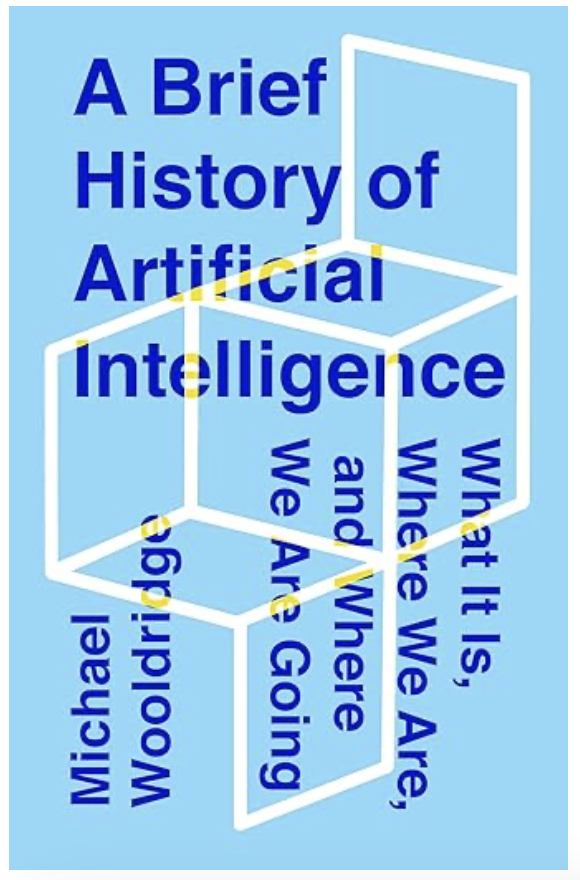 A Brief
History of
Artificial
Intelligence
What It Is,
Where We Are,
and Where
We Are Going
Michael
Wooldridge